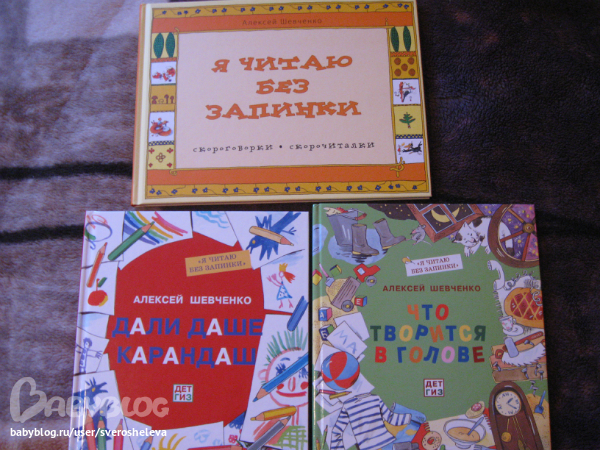 Алексей Шевченко
Я ЧИТАЮ
БЕЗ
ЗАПИНКИ
скороговорки • скорочиталки
«Я ЧИТАЮ
БЕЗ ЗАПИНКИ»
АЛЕКСЕЙ ШЕВЧЕНКО
ДАЛИ ДАШЕ
КАРАНДАШ
ДЕТ
ГИЗ
«Я ЧИТАЮ
БЕЗ ЗАПИНКИ»
АЛЕКСЕЙ ШЕВЧЕНКО
ЧТО
ТВОРИТСЯ
В ГОЛОВЕ
ДЕТ
ГИЗ
BABYBLOG
babyblog.ru/user/sverosheleva